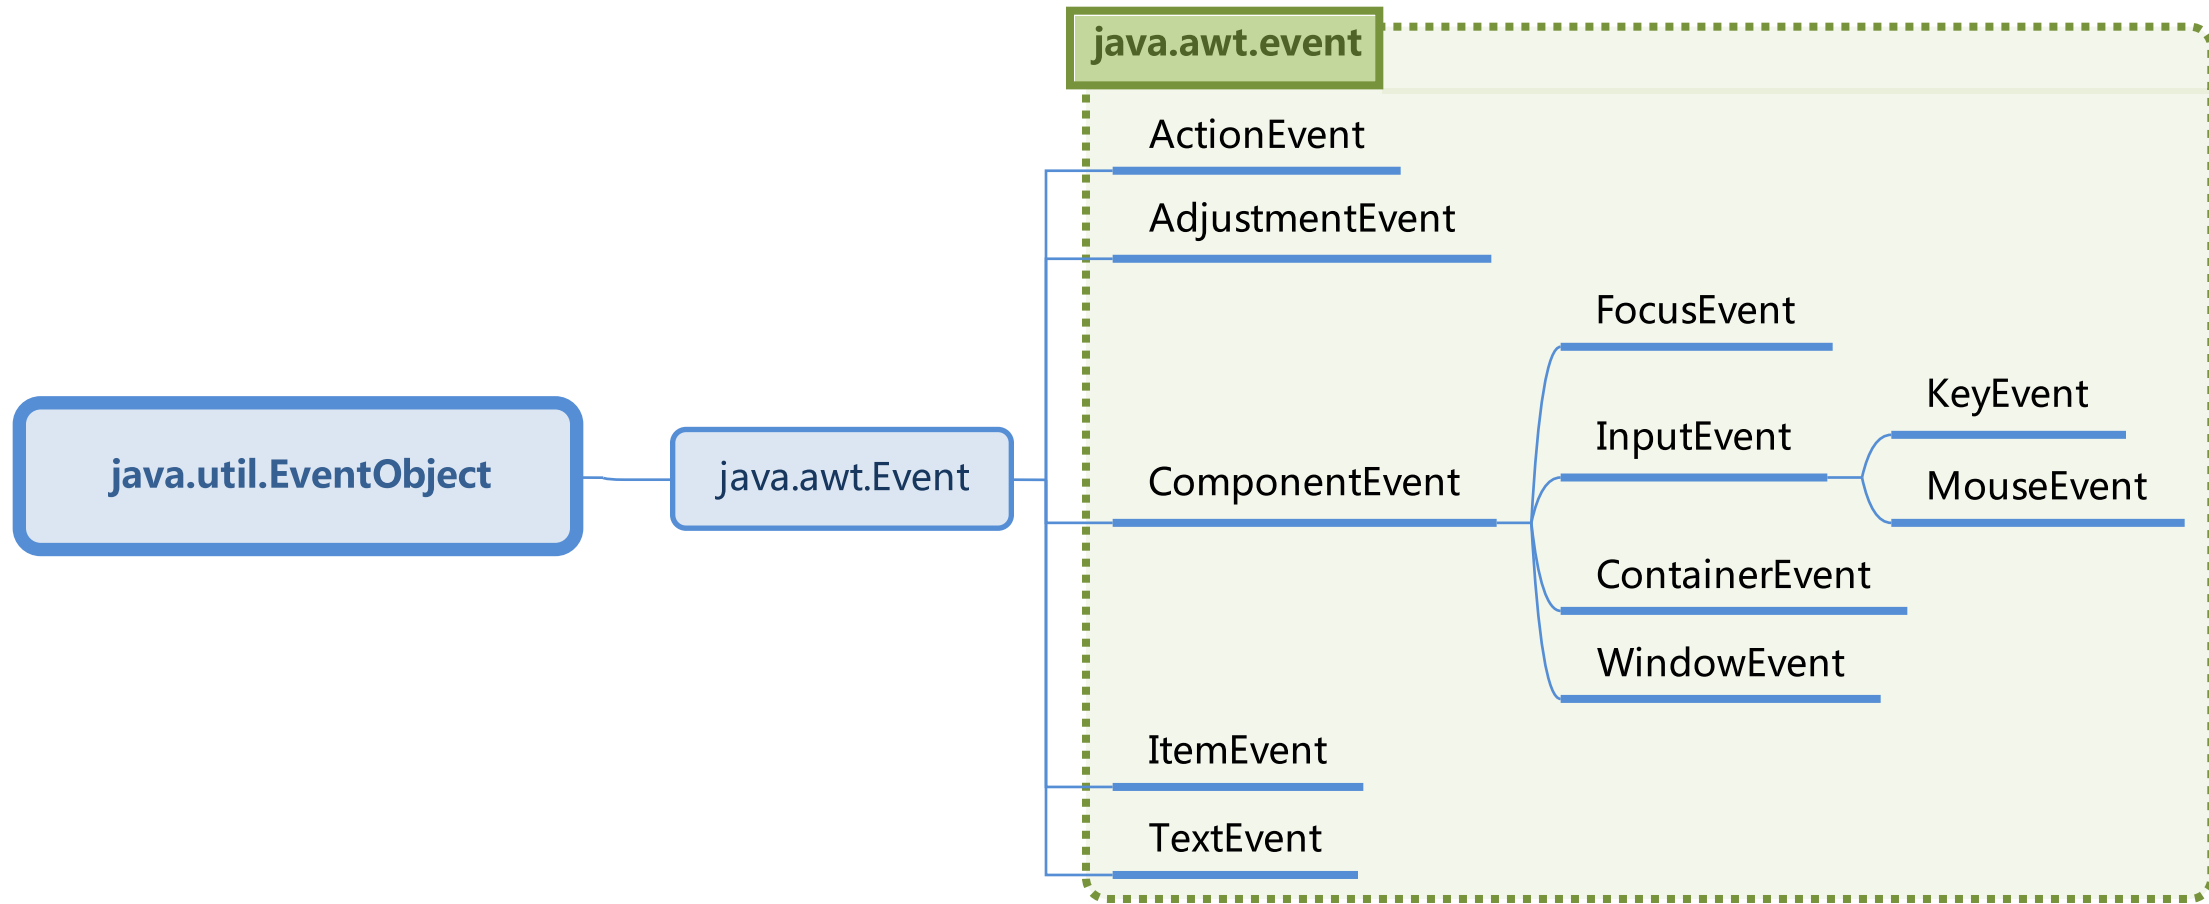 java.awt.event
ActionEvent
AdjustmentEvent
FocusEvent
KeyEvent
InputEvent
java.util.EventObject
java.awt.Event
ComponentEvent
MouseEvent
ContainerEvent
WindowEvent
ItemEvent
TextEvent